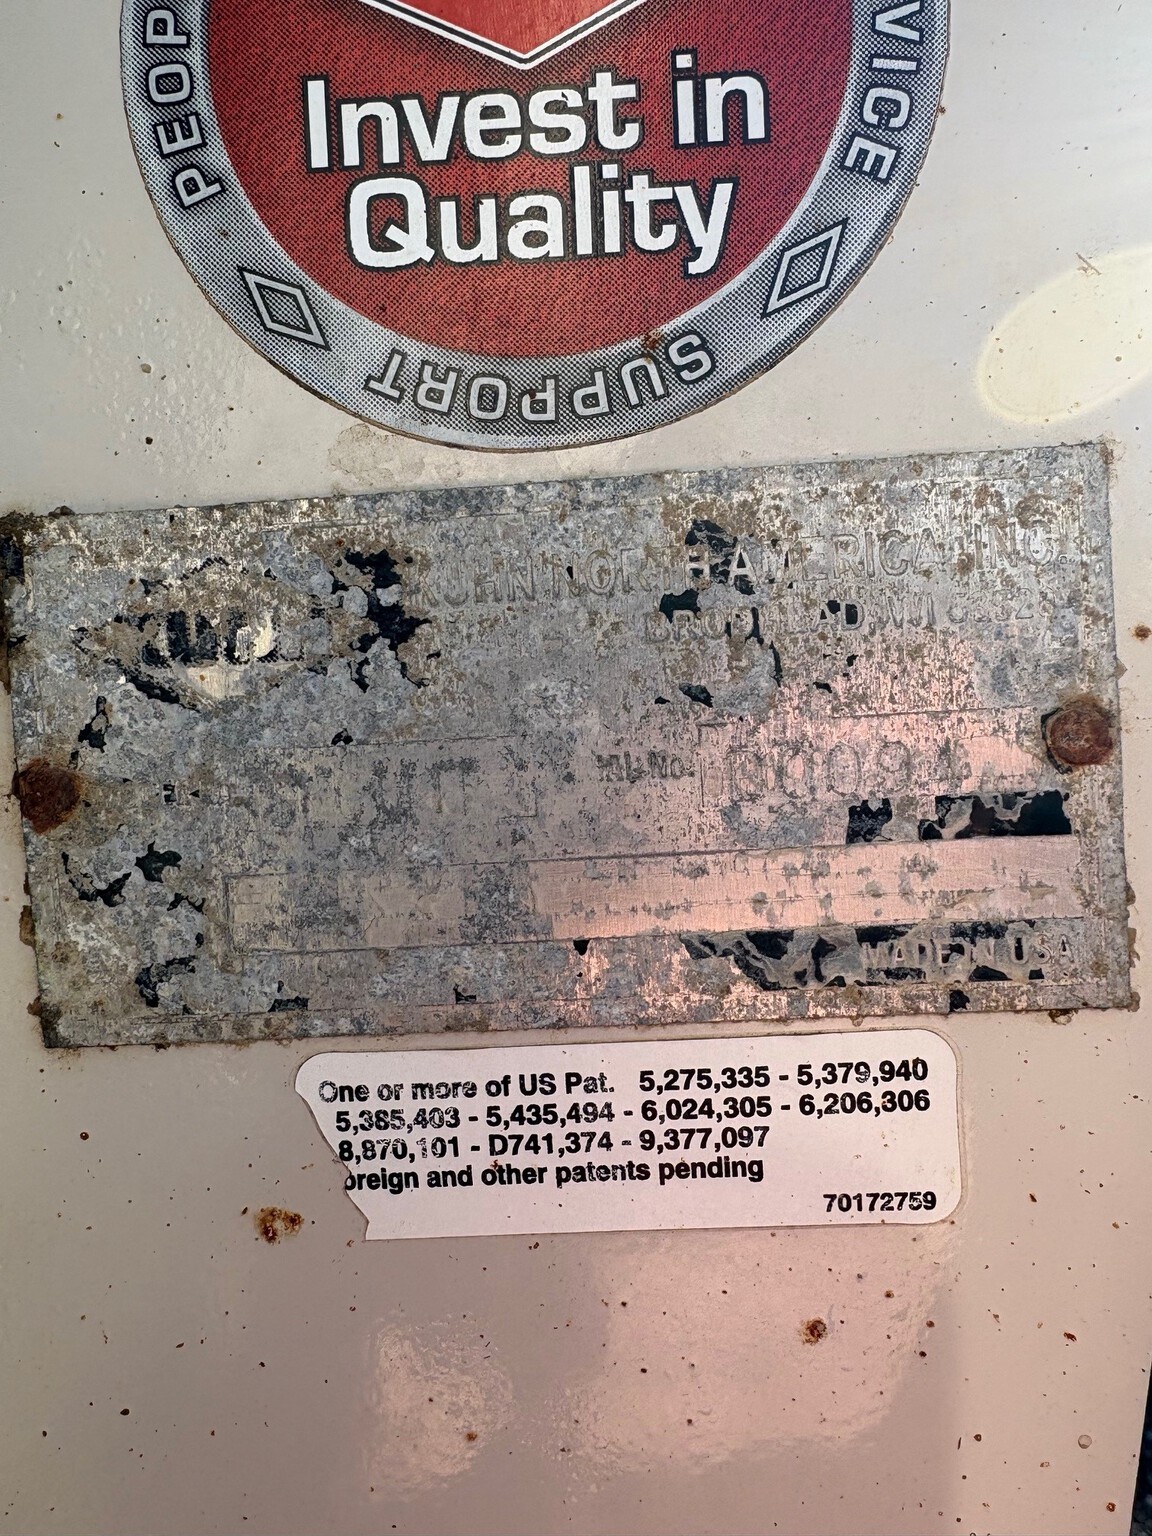 PEOP
SERVICE
Invest in
Quality
SUPPORT
KUHN NORTH AMERICA, INC.
BRODHEAD, WI
MADE IN USA
One or more of US Pat. 5,275,335 - 5,379,940
5,385,403 - 5,435,494 - 6,024,305 - 6,206,306
8,870,101 - D741,374 - 9,377,097
oreign and other patents pending
70172759